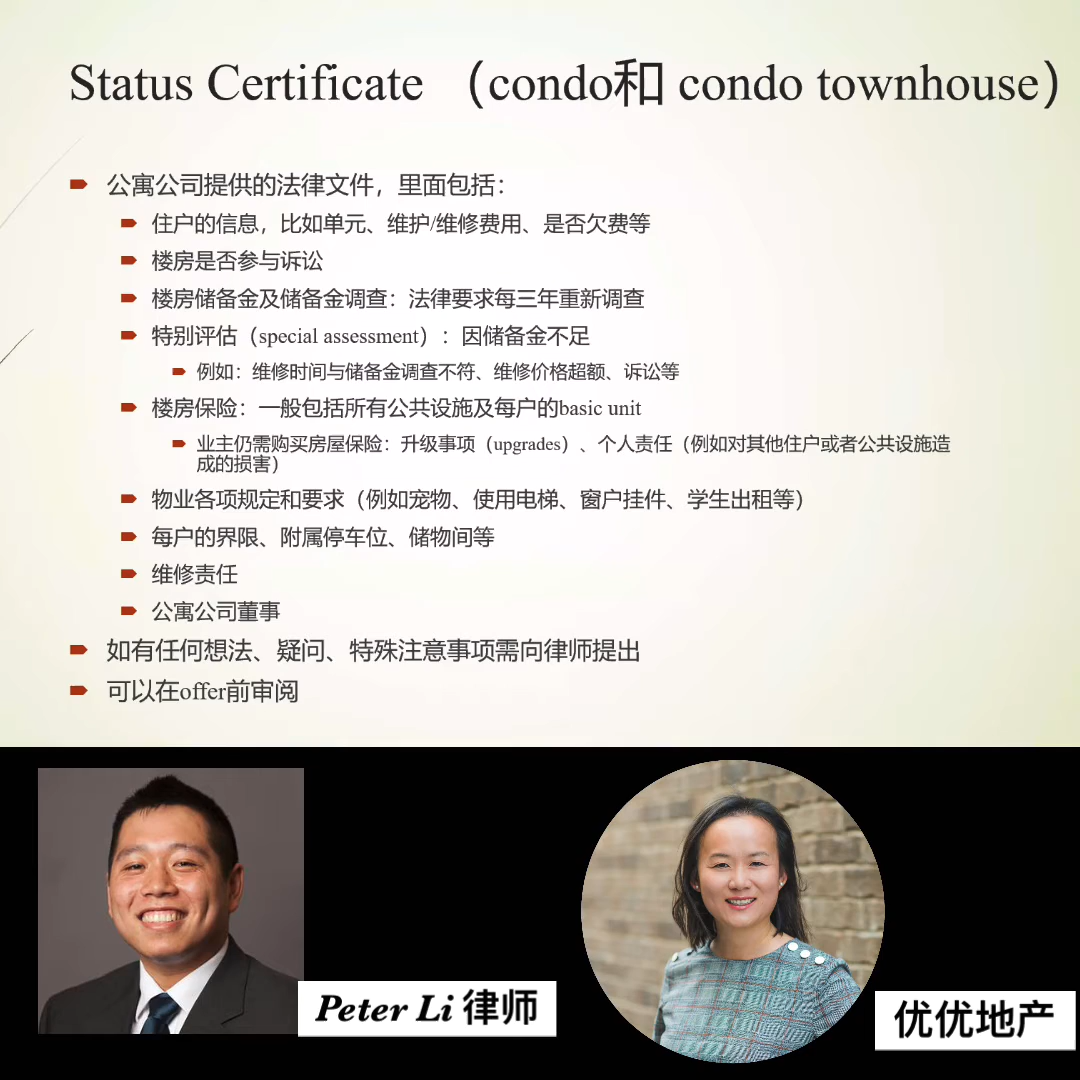 Status Certificate （condo和 condo townhouse）
公寓公司提供的法律文件，里面包括：
住户的信息，比如单元、维护/维修费用、是否欠费等
楼房是否参与诉讼
楼房储备金及储备金调查：法律要求每三年重新调查
特别评估（special assessment）：因储备金不足
例如：维修时间与储备金调查不符、维修价格超额、诉讼等
楼房保险：一般包括所有公共设施及每户的basic unit
业主仍需购买房屋保险：升级事项（upgrades）、个人责任（例如对其他住户或者公共设施造
成的损害）
物业各项规定和要求（例如宠物、使用电梯、窗户挂件、学生出租等）
每户的界限、附属停车位、储物间等
维修责任
公寓公司董事
如有任何想法、疑问、特殊注意事项需向律师提出
可以在offer前审阅
Peter Li 律师
优优地产